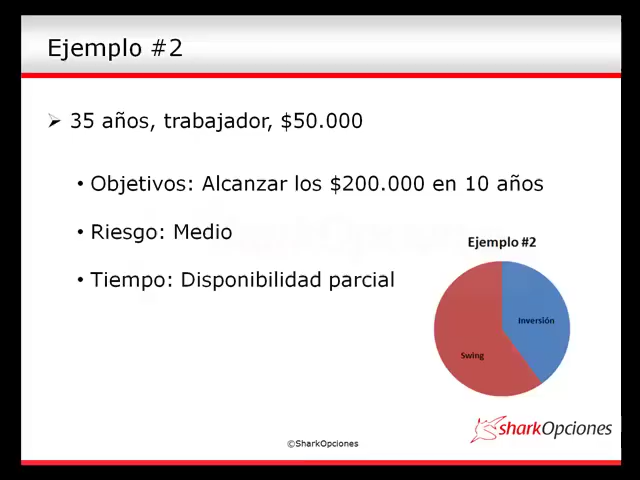 Ejemplo #2
35 años, trabajador, $50.000
• Objetivos: Alcanzar los $200.000 en 10 años
• Riesgo: Medio
• Tiempo: Disponibilidad parcial
Ejemplo #2
Inversión
Swing
sharkOpciones
©SharkOpciones